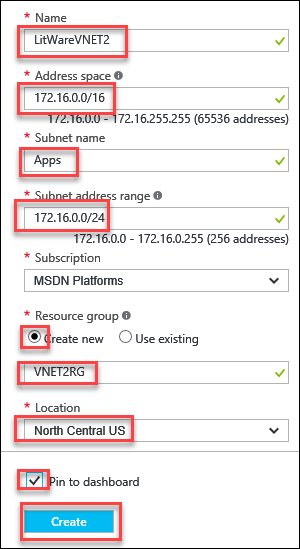 * Name
LitWareVNET2
* Address space
172.16.0.0/16
172.16.0.0 - 172.16.255.255 (65536 addresses)
* Subnet name
Apps
* Subnet address range
172.16.0.0/24
172.16.0.0 - 172.16.0.255 (256 addresses)
* Subscription
MSDN Platforms
* Resource group
Create new Use existing
VNET2RG
* Location
North Central US
Pin to dashboard
Create